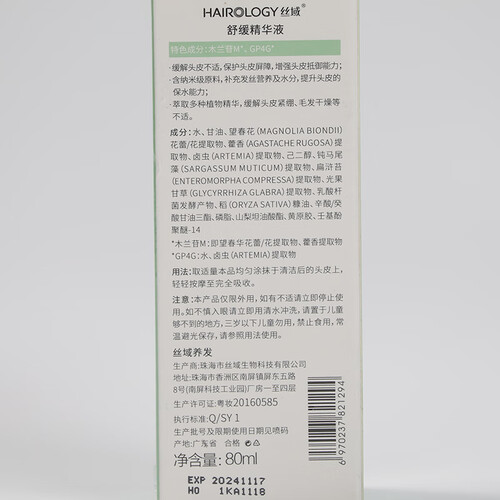 HAIROLOGY 丝域
舒缓精华液
特色成分:木兰苷M*、GP4G*
·缓解头皮不适,保护头皮屏障,增强头皮抵御能力;
·含纳米级原料,补充发丝营养及水分,提升头皮的
保水能力;
·萃取多种植物精华,缓解头皮紧绷、毛发干燥等
不适。
成分:水、甘油、望春花(MAGNOLIA BIONDII)
花蕾/花提取物、藿香(AGASTACHE RUGOSA)提
取物、卤虫(ARTEMIA)提取物、己二醇、钝马尾
藻(SARGASSUM MUTICUM)提取物、扁浒苔
(ENTEROMORPHA COMPRESSA)提取物、光果
甘草(GLYCYRRHIZA GLABRA)提取物、乳酸杆
菌发酵产物、稻(ORYZA SATIVA)糠油、辛酸/癸
酸甘油三酯、磷脂、山梨坦油酸酯、黄原胶、壬基酚
聚醚-14
*木兰苷M:即望春华花蕾/花提取物、藿香提取物
*GP4G:水、卤虫(ARTEMIA)提取物
用法:取适量本品均匀涂抹于清洁后的头皮上,
轻轻按摩至完全吸收。
注意:本产品仅限外用,如有不适请立即停止使
用。如不慎入眼请立即用清水冲洗,请置于儿童
够不到的地方,三岁以下儿童勿用,禁止食用,常
温避光保存,请参照用法使用。
丝域养发
生产商:珠海市丝域生物科技有限公司
地址:珠海市香洲区南屏镇屏东五路
8号(南屏科技工业园)厂房一至四层
生产许可证:粤妆20160585
执行标准:Q/SY 1
生产批号及限期使用日期见喷码
产地:广东省 合格
净含量:80ml
EXP 20241117
HO 1KA1118
6970237821294